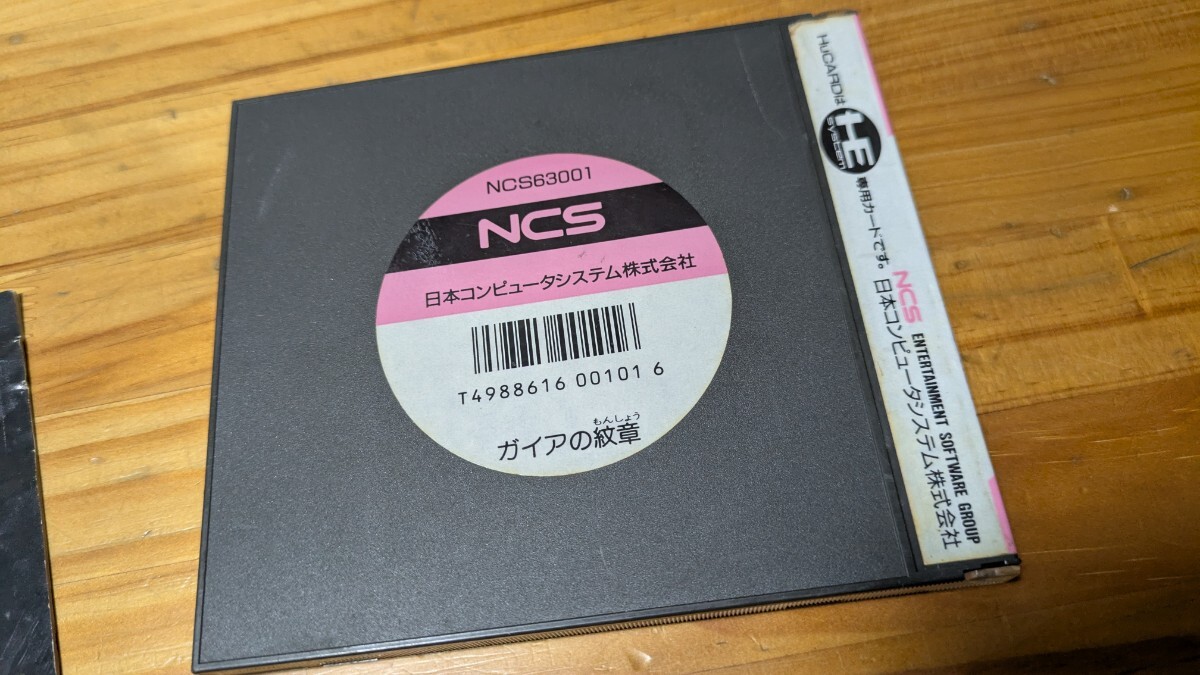 NCS63001
NCS
日本コンピュータシステム株式会社
T4988616 00101 6
もんしょう
ガイアの紋章
HuCARDは HE SYSTEM 専用カードです。
NCS ENTERTAINMENT SOFTWARE GROUP
日本コンピュータシステム株式会社